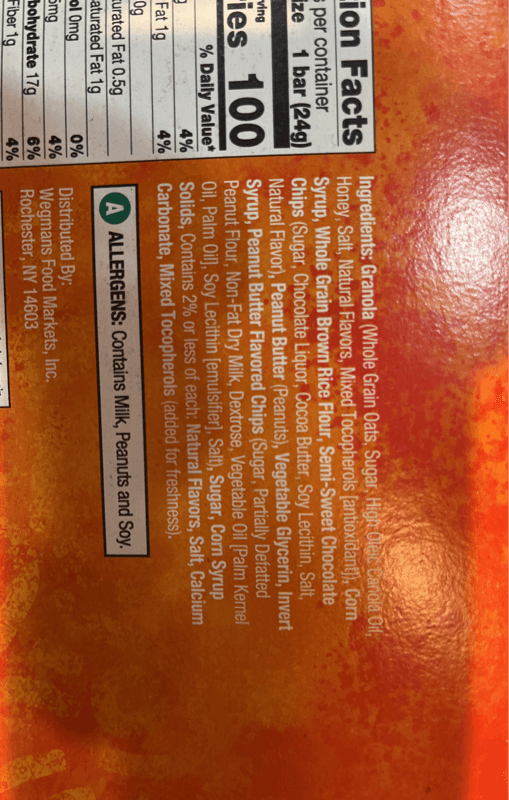 ion Facts
per container
ize 1 bar (24g)
ving
ies 100
% Daily Value*
g 4%
Fat 1g 4%
0g
urated Fat 0.5g
aturated Fat 1g
ol 0mg 0%
5mg 4%
bohydrate 17g 6%
Fiber 1g 4%
Ingredients: Granola (Whole Grain Oats, Sugar, High Oleic Canola Oil,
Honey, Salt, Natural Flavors, Mixed Tocopherols [antioxidant]), Corn
Syrup, Whole Grain Brown Rice Flour, Semi-Sweet Chocolate
Chips (Sugar, Chocolate Liquor, Cocoa Butter, Soy Lecithin, Salt,
Natural Flavor), Peanut Butter (Peanuts), Vegetable Glycerin, Invert
Syrup, Peanut Butter Flavored Chips (Sugar, Partially Defatted
Peanut Flour, Non-Fat Dry Milk, Dextrose, Vegetable Oil [Palm Kernel
Oil, Palm Oil], Soy Lecithin [emulsifier], Salt), Sugar, Corn Syrup
Solids, Contains 2% or less of each: Natural Flavors, Salt, Calcium
Carbonate, Mixed Tocopherols (added for freshness).
A ALLERGENS: Contains Milk, Peanuts and Soy.
Distributed By:
Wegmans Food Markets, Inc.
Rochester, NY 14603